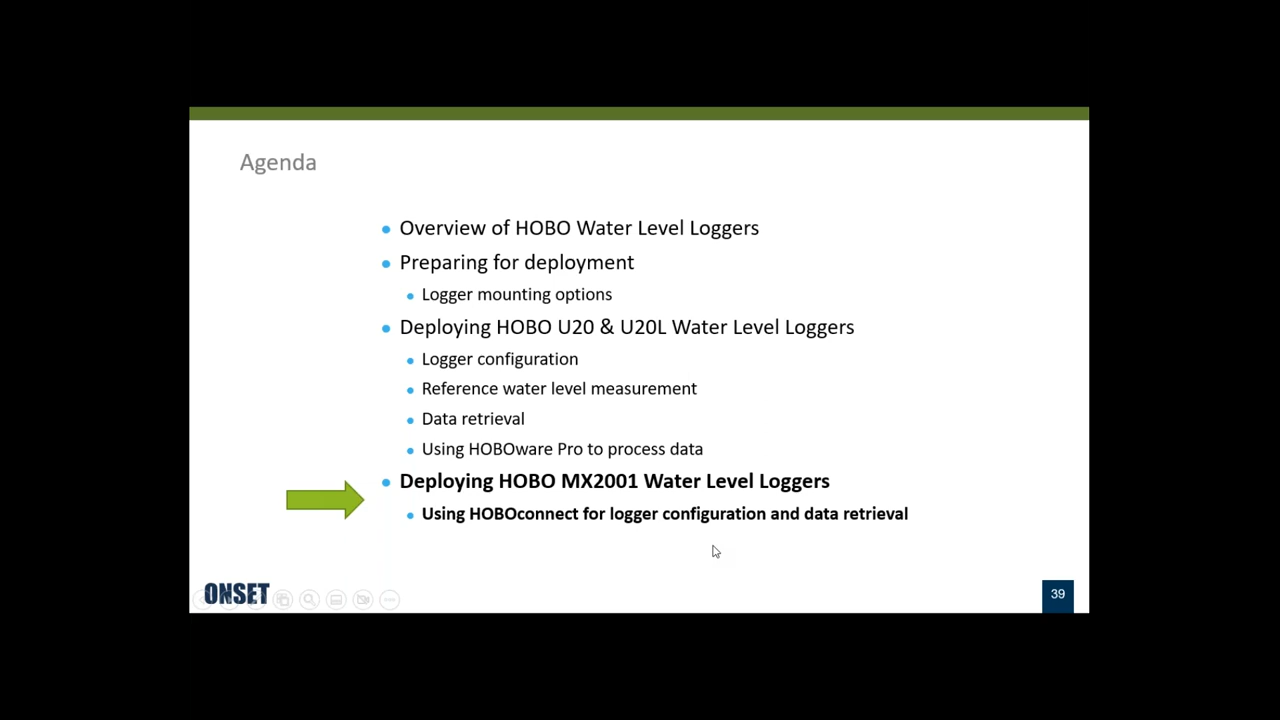 Agenda
Overview of HOBO Water Level Loggers
Preparing for deployment
Logger mounting options
Deploying HOBO U20 & U20L Water Level Loggers
Logger configuration
Reference water level measurement
Data retrieval
Using HOBOware Pro to process data
Deploying HOBO MX2001 Water Level Loggers
Using HOBOconnect for logger configuration and data retrieval
ONSET
39